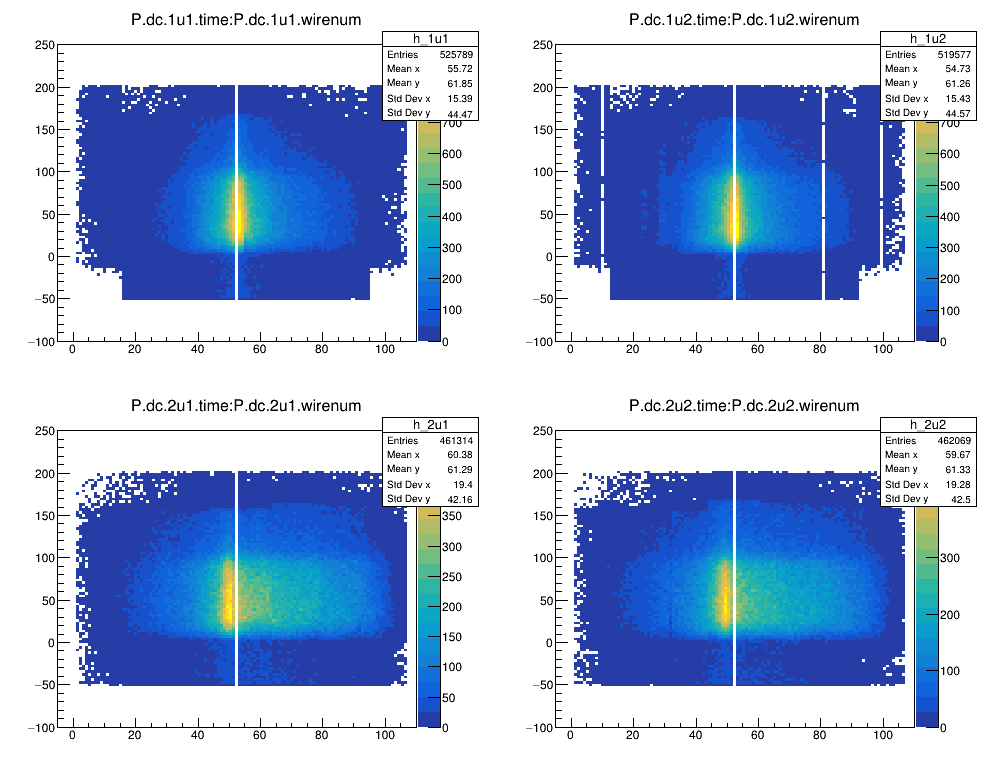 P.dc.1u1.time:P.dc.1u1.wirenum
h_1u1
Entries 525789
Mean x 55.72
Mean y 61.85
Std Dev x 15.39
Std Dev y 44.47
250
200
150
100
50
0
−50
−100
0 20 40 60 80 100
700
600
500
400
300
200
100
0
P.dc.1u2.time:P.dc.1u2.wirenum
h_1u2
Entries 519577
Mean x 54.73
Mean y 61.26
Std Dev x 15.43
Std Dev y 44.57
250
200
150
100
50
0
−50
−100
0 20 40 60 80 100
700
600
500
400
300
200
100
0
P.dc.2u1.time:P.dc.2u1.wirenum
h_2u1
Entries 461314
Mean x 60.38
Mean y 61.29
Std Dev x 19.4
Std Dev y 42.16
250
200
150
100
50
0
−50
−100
0 20 40 60 80 100
350
300
250
200
150
100
50
0
P.dc.2u2.time:P.dc.2u2.wirenum
h_2u2
Entries 462069
Mean x 59.67
Mean y 61.33
Std Dev x 19.28
Std Dev y 42.5
250
200
150
100
50
0
−50
−100
0 20 40 60 80 100
300
200
100
0